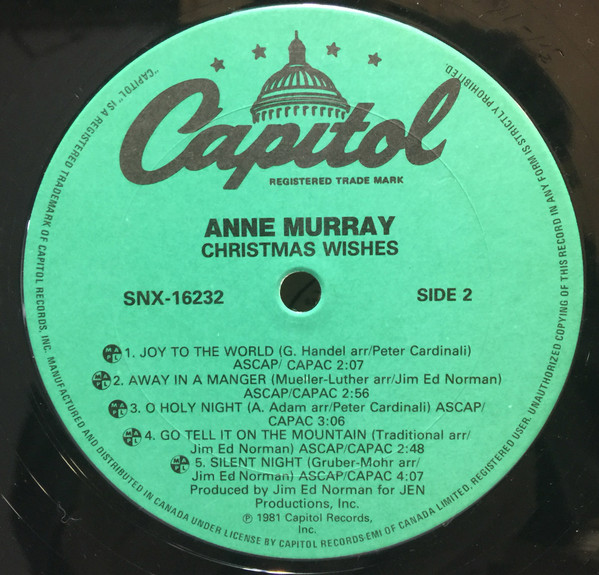 Capitol
REGISTERED TRADE MARK
ANNE MURRAY
CHRISTMAS WISHES
SNX-16232
SIDE 2
MAPL 1. JOY TO THE WORLD (G. Handel arr/Peter Cardinali)
ASCAP/ CAPAC 2:07
MAPL 2. AWAY IN A MANGER (Mueller-Luther arr/Jim Ed Norman)
ASCAP/CAPAC 2:56
MAPL 3. O HOLY NIGHT (A. Adam arr/Peter Cardinali) ASCAP/
CAPAC 3:06
MAPL 4. GO TELL IT ON THE MOUNTAIN (Traditional arr/
Jim Ed Norman) ASCAP/CAPAC 2:48
MAPL 5. SILENT NIGHT (Gruber-Mohr arr/
Jim Ed Norman) ASCAP/CAPAC 4:07
Produced by Jim Ed Norman for JEN
Productions, Inc.
℗ 1981 Capitol Records,
Inc.
"CAPITOL" IS A REGISTERED TRADEMARK OF CAPITOL RECORDS, INC. MANUFACTURED AND DISTRIBUTED IN CANADA UNDER LICENSE BY CAPITOL RECORDS-EMI OF CANADA LIMITED, REGISTERED USER. UNAUTHORIZED COPYING OF THIS RECORD IN ANY FORM IS STRICTLY PROHIBITED.